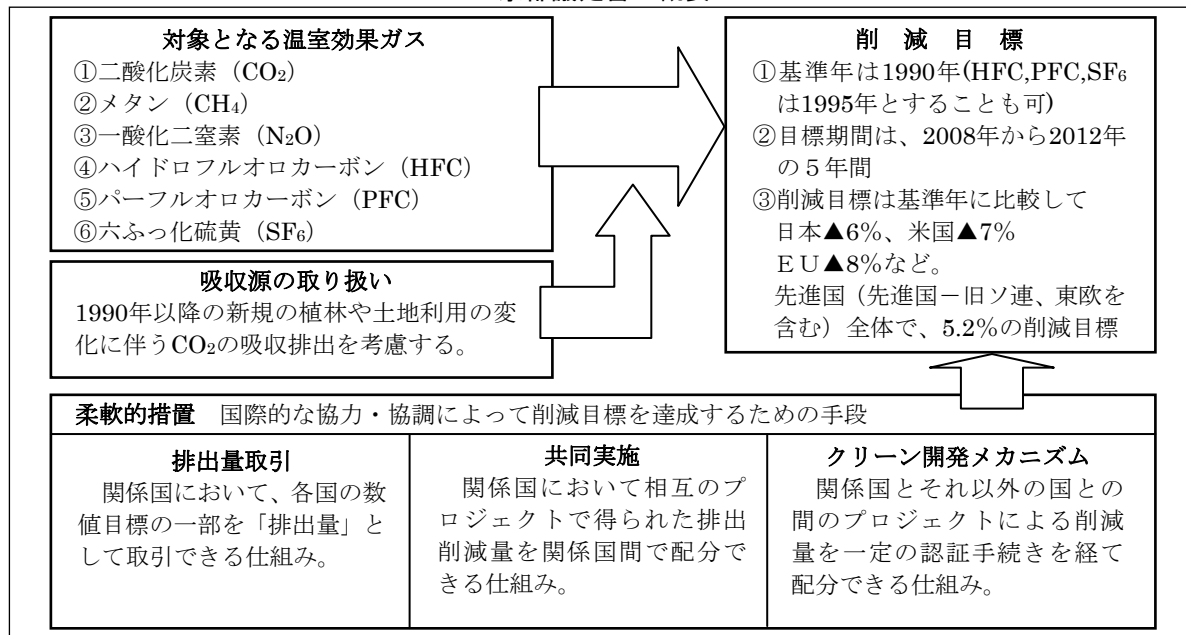 対象となる温室効果ガス
①二酸化炭素（CO₂）
②メタン（CH₄）
③一酸化二窒素（N₂O）
④ハイドロフルオロカーボン（HFC）
⑤パーフルオロカーボン（PFC）
⑥六ふっ化硫黄（SF₆）
吸収源の取り扱い
1990年以降の新規の植林や土地利用の変
化に伴うCO₂の吸収排出を考慮する。
削　減　目　標
①基準年は1990年(HFC,PFC,SF₆
は1995年とすることも可)
②目標期間は、2008年から2012年
の５年間
③削減目標は基準年に比較して
日本▲6%、米国▲7%
ＥＵ▲8%など。
先進国（先進国－旧ソ連、東欧を
含む）全体で、5.2%の削減目標
柔軟的措置　国際的な協力・協調によって削減目標を達成するための手段
排出量取引
関係国において、各国の数
値目標の一部を「排出量」と
して取引できる仕組み。
共同実施
関係国において相互のプ
ロジェクトで得られた排出
削減量を関係国間で配分で
きる仕組み。
クリーン開発メカニズム
関係国とそれ以外の国との
間のプロジェクトによる削減
量を一定の認証手続きを経て
配分できる仕組み。